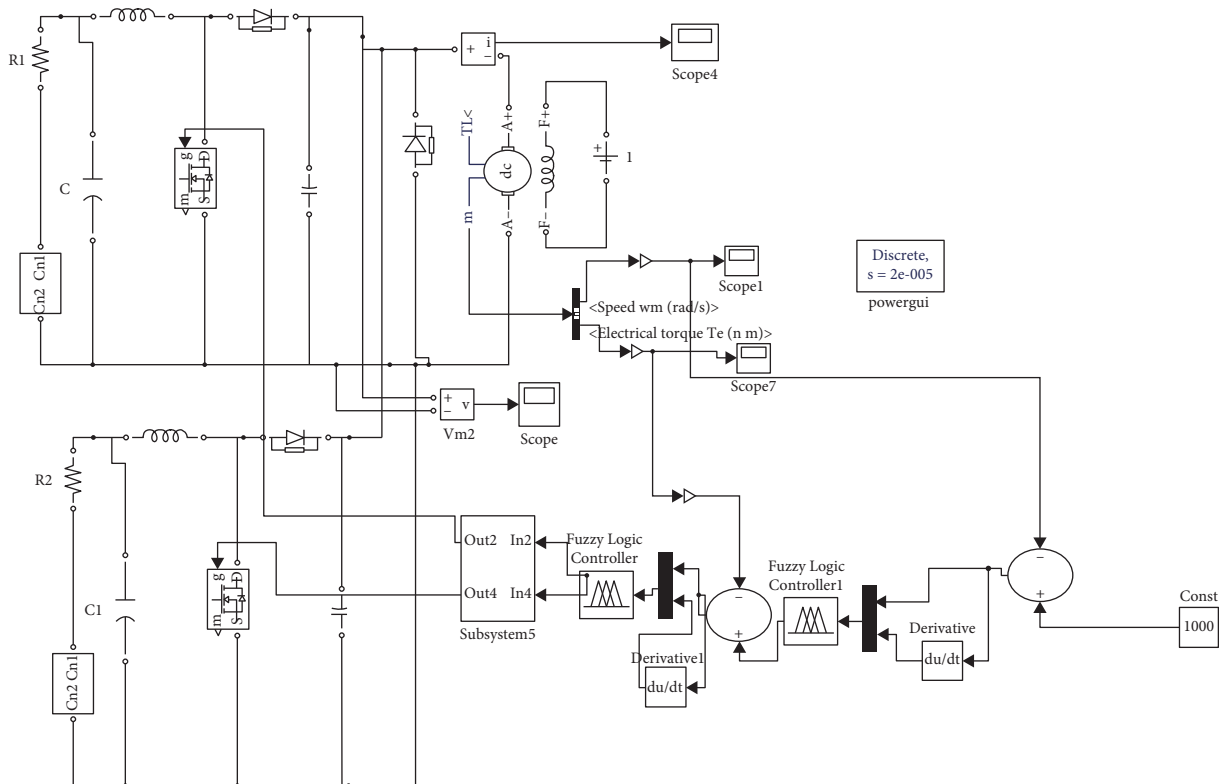 R1
C
Cn2 Cn1
g
D
m
S
+
i
−
Scope4
TL<
m
A+
dc
A−
F+
F−
+
1
Scope1
<Speed wm (rad/s)>
<Electrical torque Te (n m)>
Scope7
Discrete,
s = 2e-005
powergui
+
−
v
Vm2
Scope
R2
C1
Cn2 Cn1
g
D
m
S
Out2
In2
Out4
In4
Subsystem5
Fuzzy Logic
Controller
Derivative1
du/dt
−
+
Fuzzy Logic
Controller1
Derivative
du/dt
−
+
Const
1000